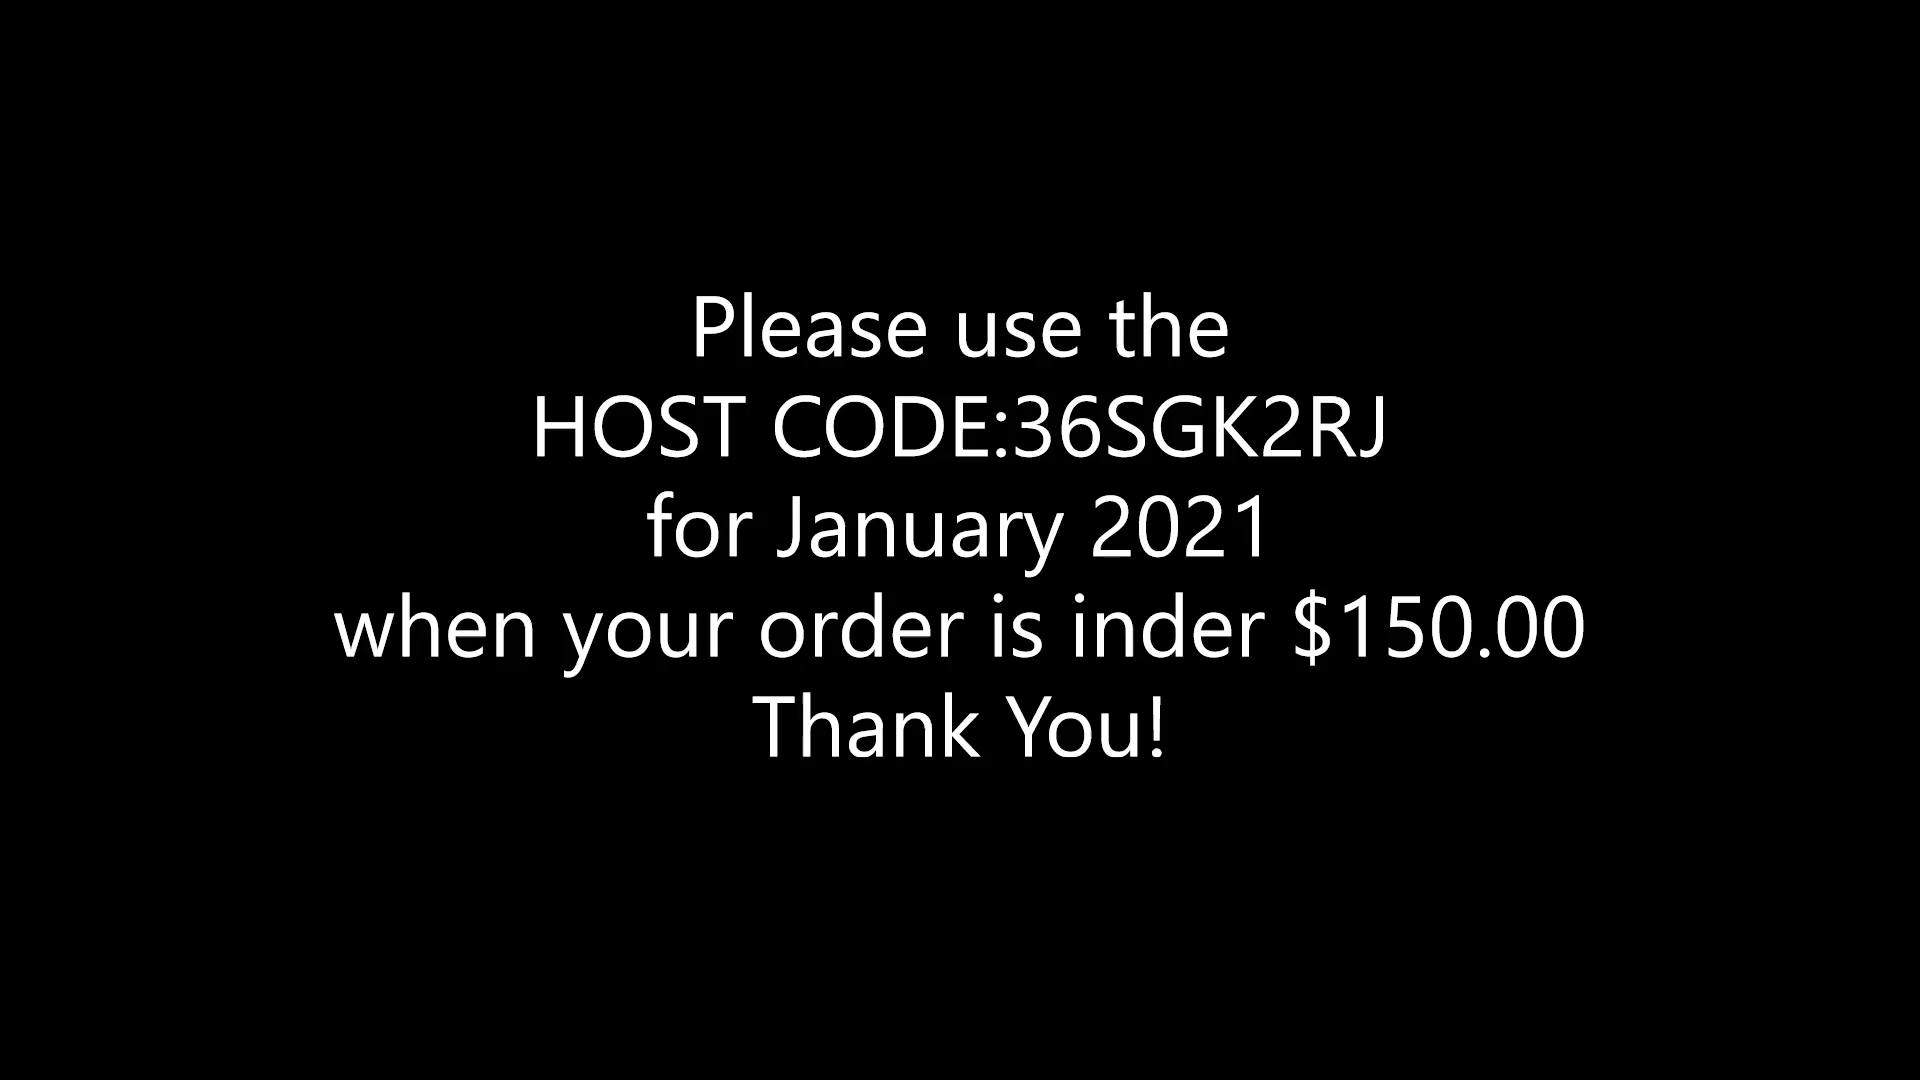 Please use the
HOST CODE:36SGK2RJ
for January 2021
when your order is inder $150.00
Thank You!